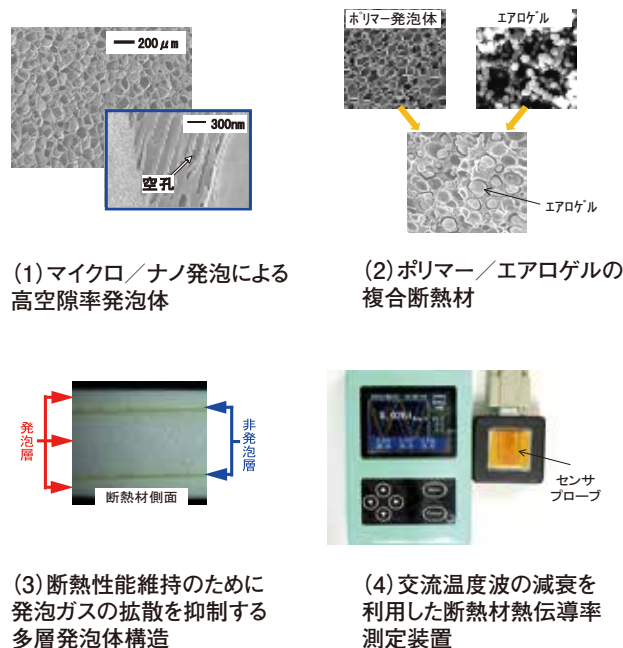 200μm
300nm
空孔
(1)マイクロ／ナノ発泡による
高空隙率発泡体
ポリマー発泡体
エアロゲル
エアロゲル
(2)ポリマー／エアロゲルの
複合断熱材
発泡層
非発泡層
断熱材側面
(3)断熱性能維持のために
発泡ガスの拡散を抑制する
多層発泡体構造
センサ
プローブ
(4)交流温度波の減衰を
利用した断熱材熱伝導率
測定装置